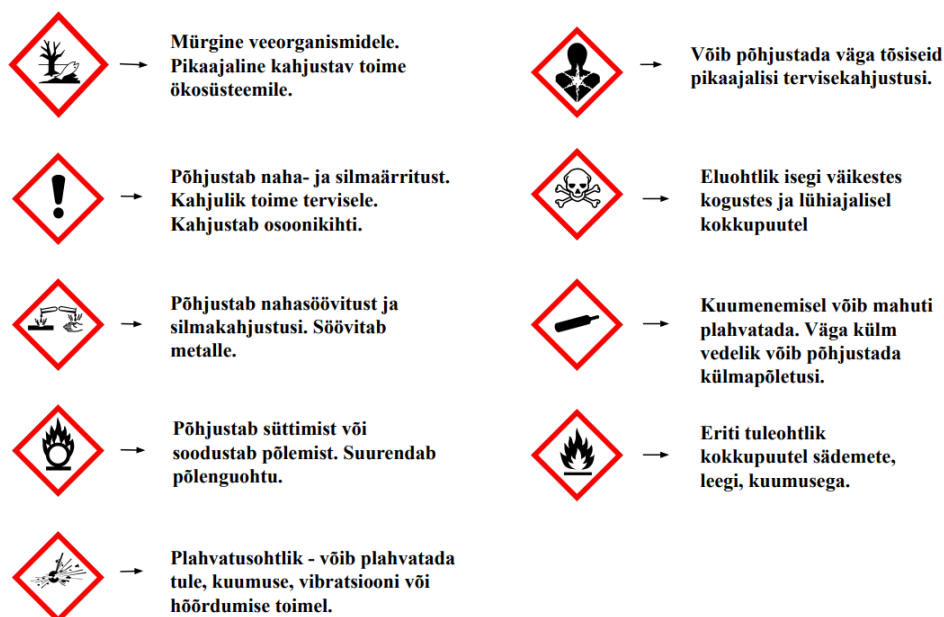 Mürgine veeorganismidele.
Pikaajaline kahjustav toime
ökosüsteemile.
Võib põhjustada väga tõsiseid
pikaajalisi tervisekahjustusi.
Põhjustab naha- ja silmaärritust.
Kahjulik toime tervisele.
Kahjustab osoonikihti.
Eluohtlik isegi väikestes
kogustes ja lühiajalisel
kokkupuutel
Põhjustab nahasöövitust ja
silmakahjustusi. Söövitab
metalle.
Kuumenemisel võib mahuti
plahvatada. Väga külm
vedelik võib põhjustada
külmapõletusi.
Põhjustab süttimist või
soodustab põlemist. Suurendab
põlenguohtu.
Eriti tuleohtlik
kokkupuutel sädemete,
leegi, kuumusega.
Plahvatusohtlik - võib plahvatada
tule, kuumuse, vibratsiooni või
hõõrdumise toimel.